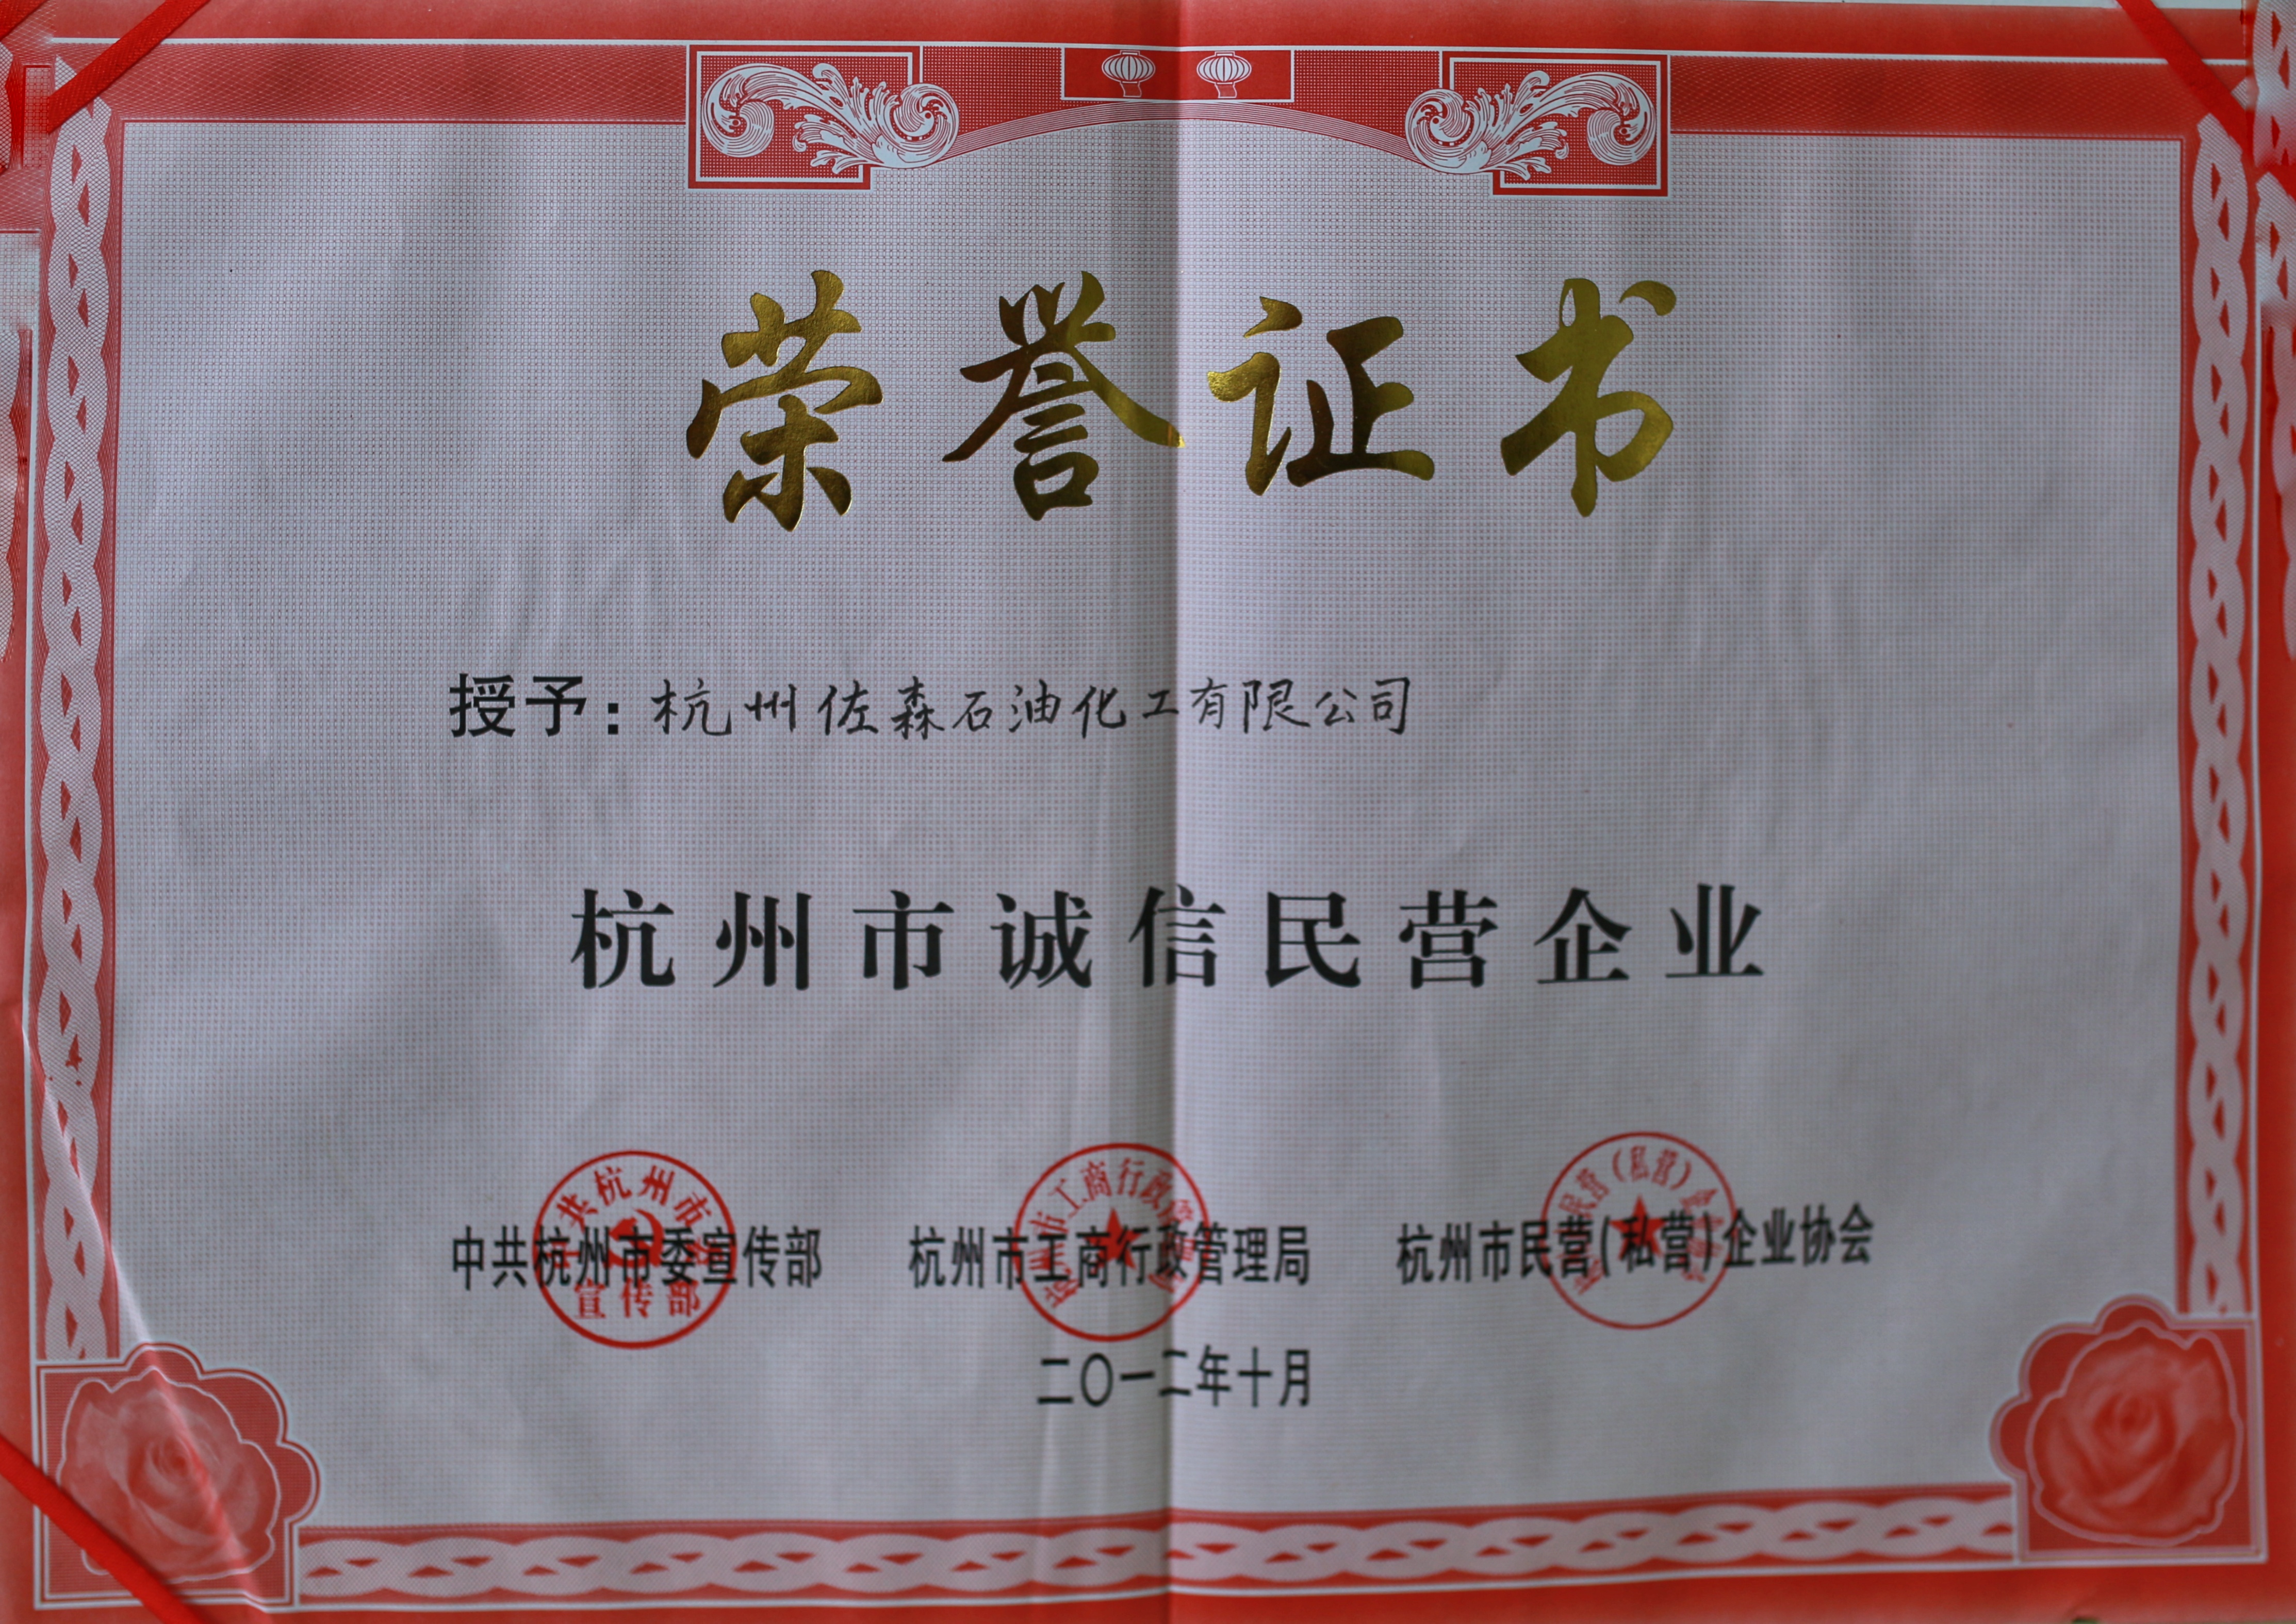 荣誉证书
授予:杭州佐森石油化工有限公司
杭州市诚信民营企业
中共杭州市委宣传部 杭州市工商行政管理局 杭州市民营(私营)企业协会
宣传部
二〇一二年十月